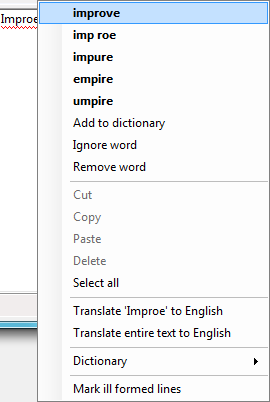 Improe
improve
imp roe
impure
empire
umpire
Add to dictionary
Ignore word
Remove word
Cut
Copy
Paste
Delete
Select all
Translate 'Improe' to English
Translate entire text to English
Dictionary
Mark ill formed lines